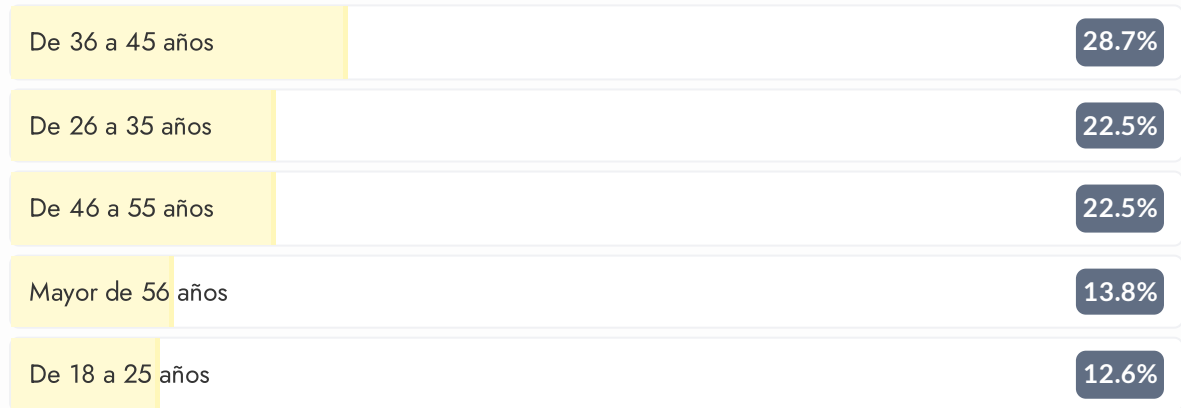 De 36 a 45 años 28.7%
De 26 a 35 años 22.5%
De 46 a 55 años 22.5%
Mayor de 56 años 13.8%
De 18 a 25 años 12.6%